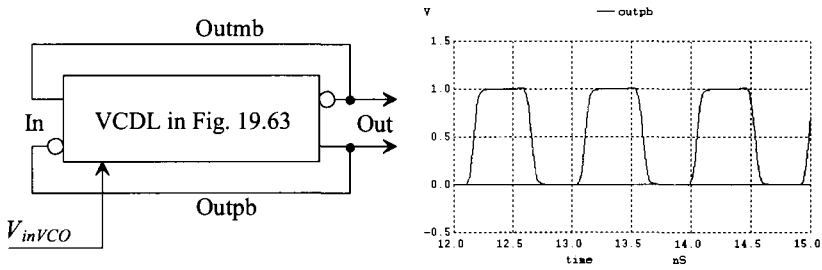 Outmb
In
VCDL in Fig. 19.63
Out
Outpb
VinVCO
V
outpb
1.5
1.0
0.5
0.0
-0.5
12.0 12.5 13.0 13.5 14.0 14.5 15.0
time nS